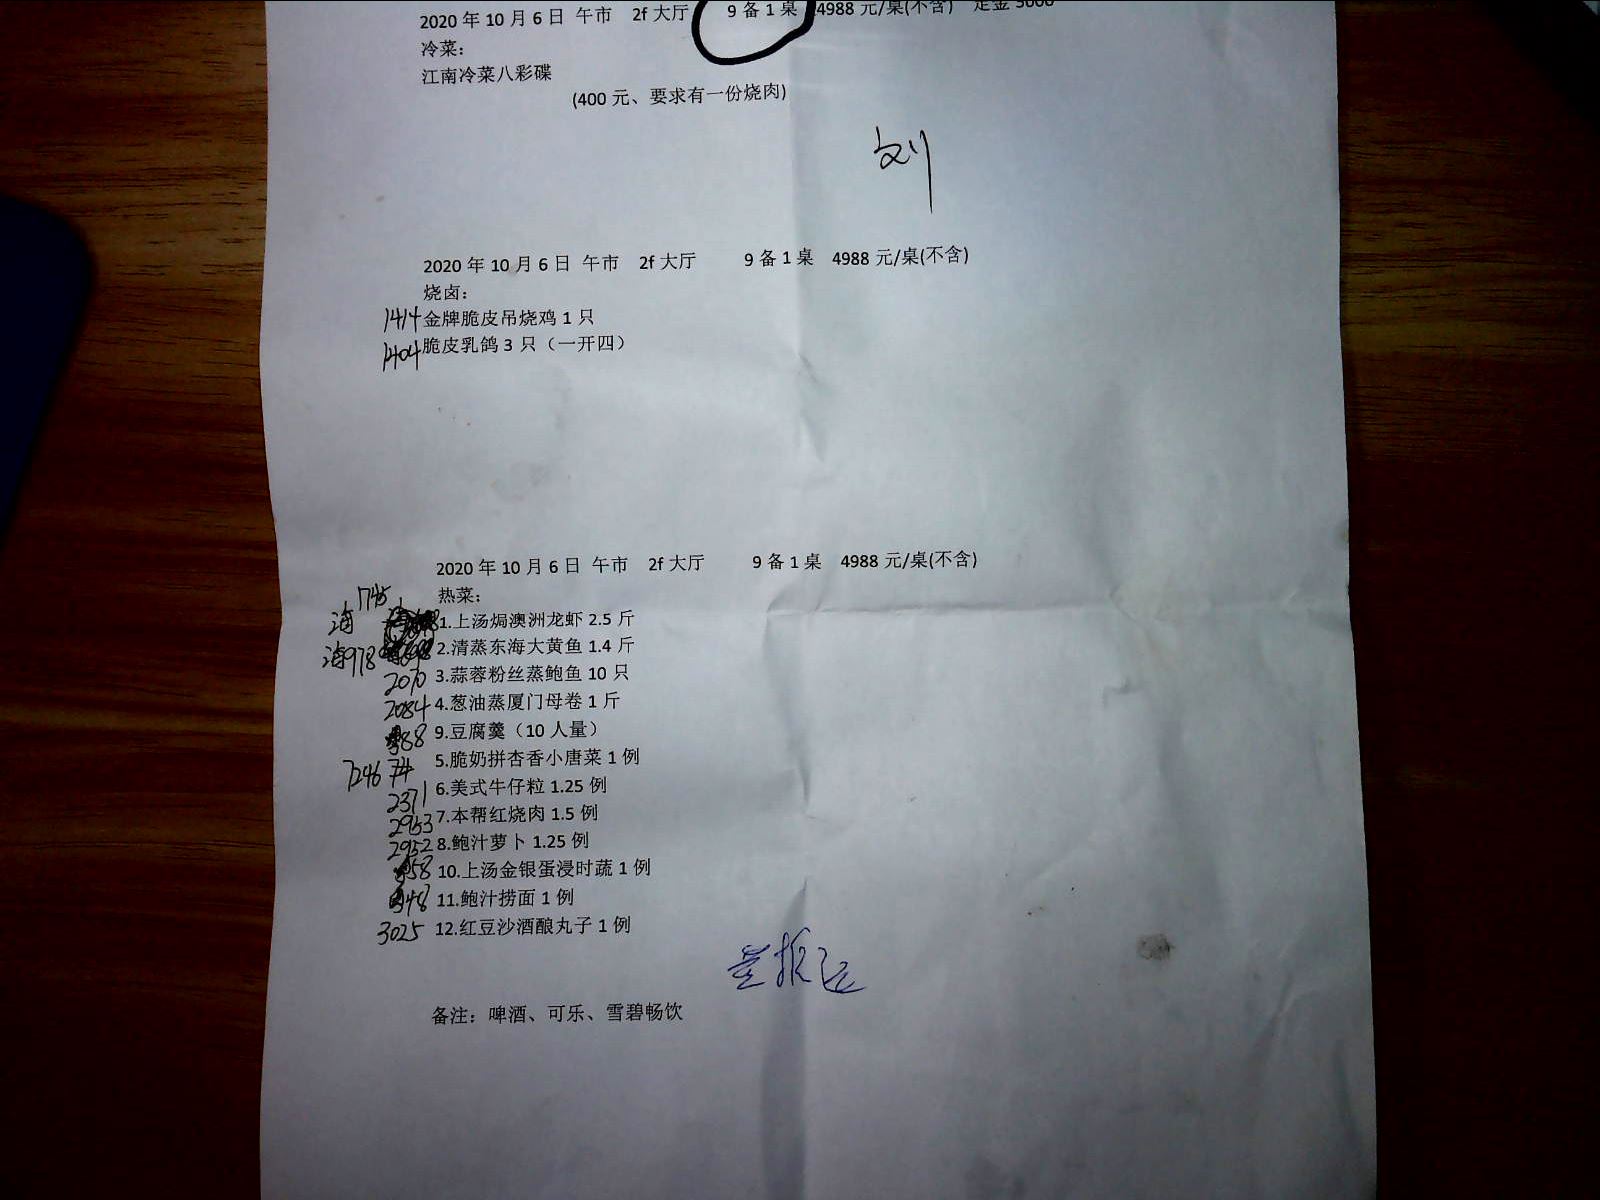 2020 年 10 月 6 日 午市 2f 大厅 9 备 1 桌 4988 元/桌(不含) 定金 5000
冷菜：
江南冷菜八彩碟
(400 元、要求有一份烧肉)
刘
2020 年 10 月 6 日 午市 2f 大厅 9 备 1 桌 4988 元/桌(不含)
烧卤：
1414 金牌脆皮吊烧鸡 1 只
1404 脆皮乳鸽 3 只（一开四）
2020 年 10 月 6 日 午市 2f 大厅 9 备 1 桌 4988 元/桌(不含)
热菜：
海 1.上汤焗澳洲龙虾 2.5 斤
海978 2.清蒸东海大黄鱼 1.4 斤
2070 3.蒜蓉粉丝蒸鲍鱼 10 只
2084 4.葱油蒸厦门母卷 1 斤
9.豆腐羹（10 人量）
7246 5.脆奶拼杏香小唐菜 1 例
2371 6.美式牛仔粒 1.25 例
2953 7.本帮红烧肉 1.5 例
2952 8.鲍汁萝卜 1.25 例
10.上汤金银蛋浸时蔬 1 例
11.鲍汁捞面 1 例
3025 12.红豆沙酒酿丸子 1 例
备注：啤酒、可乐、雪碧畅饮